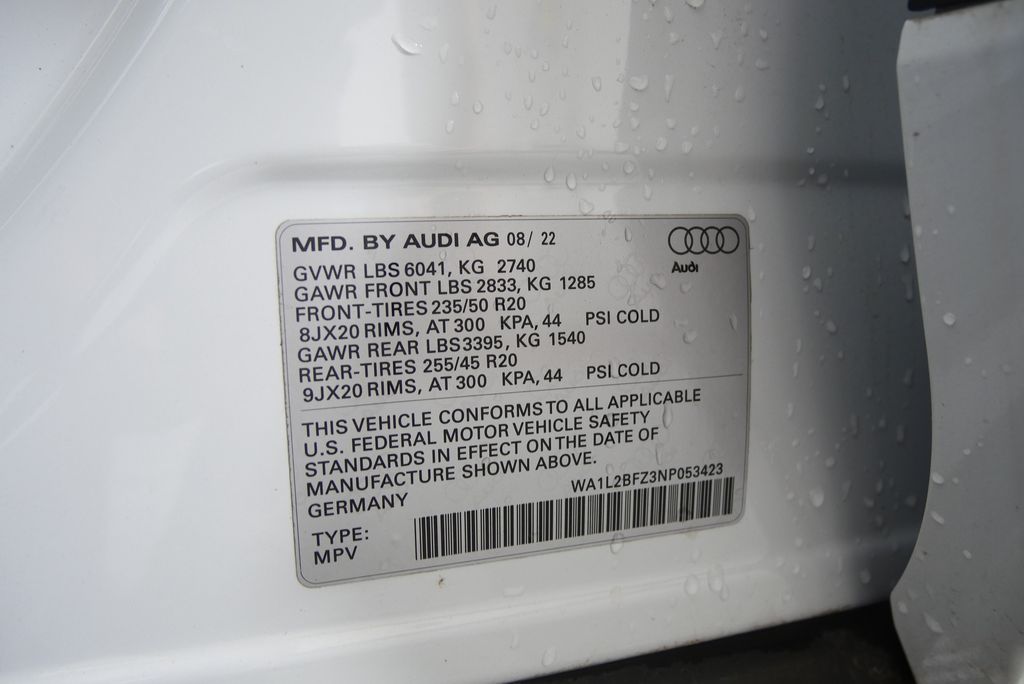 MFD. BY AUDI AG 08/ 22
Audi
GVWR LBS 6041, KG 2740
GAWR FRONT LBS 2833, KG 1285
FRONT-TIRES 235/50 R20
8JX20 RIMS, AT 300 KPA, 44 PSI COLD
GAWR REAR LBS3395, KG 1540
REAR-TIRES 255/45 R20
9JX20 RIMS, AT 300 KPA, 44 PSI COLD
THIS VEHICLE CONFORMS TO ALL APPLICABLE
U.S. FEDERAL MOTOR VEHICLE SAFETY
STANDARDS IN EFFECT ON THE DATE OF
MANUFACTURE SHOWN ABOVE.
WA1L2BFZ3NP053423
GERMANY
TYPE:
MPV